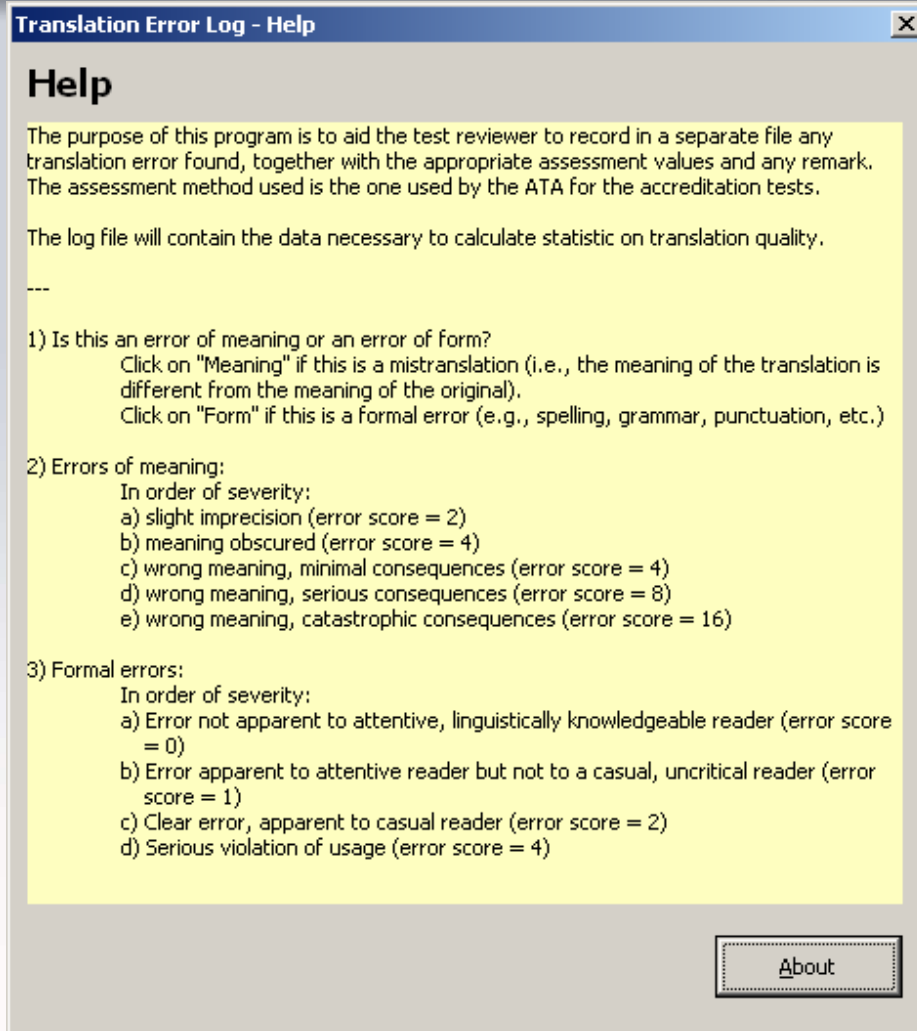 Translation Error Log - Help
Help
The purpose of this program is to aid the test reviewer to record in a separate file any
translation error found, together with the appropriate assessment values and any remark.
The assessment method used is the one used by the ATA for the accreditation tests.
The log file will contain the data necessary to calculate statistic on translation quality.
---
1) Is this an error of meaning or an error of form?
Click on "Meaning" if this is a mistranslation (i.e., the meaning of the translation is
different from the meaning of the original).
Click on "Form" if this is a formal error (e.g., spelling, grammar, punctuation, etc.)
2) Errors of meaning:
In order of severity:
a) slight imprecision (error score = 2)
b) meaning obscured (error score = 4)
c) wrong meaning, minimal consequences (error score = 4)
d) wrong meaning, serious consequences (error score = 8)
e) wrong meaning, catastrophic consequences (error score = 16)
3) Formal errors:
In order of severity:
a) Error not apparent to attentive, linguistically knowledgeable reader (error score
= 0)
b) Error apparent to attentive reader but not to a casual, uncritical reader (error
score = 1)
c) Clear error, apparent to casual reader (error score = 2)
d) Serious violation of usage (error score = 4)
About